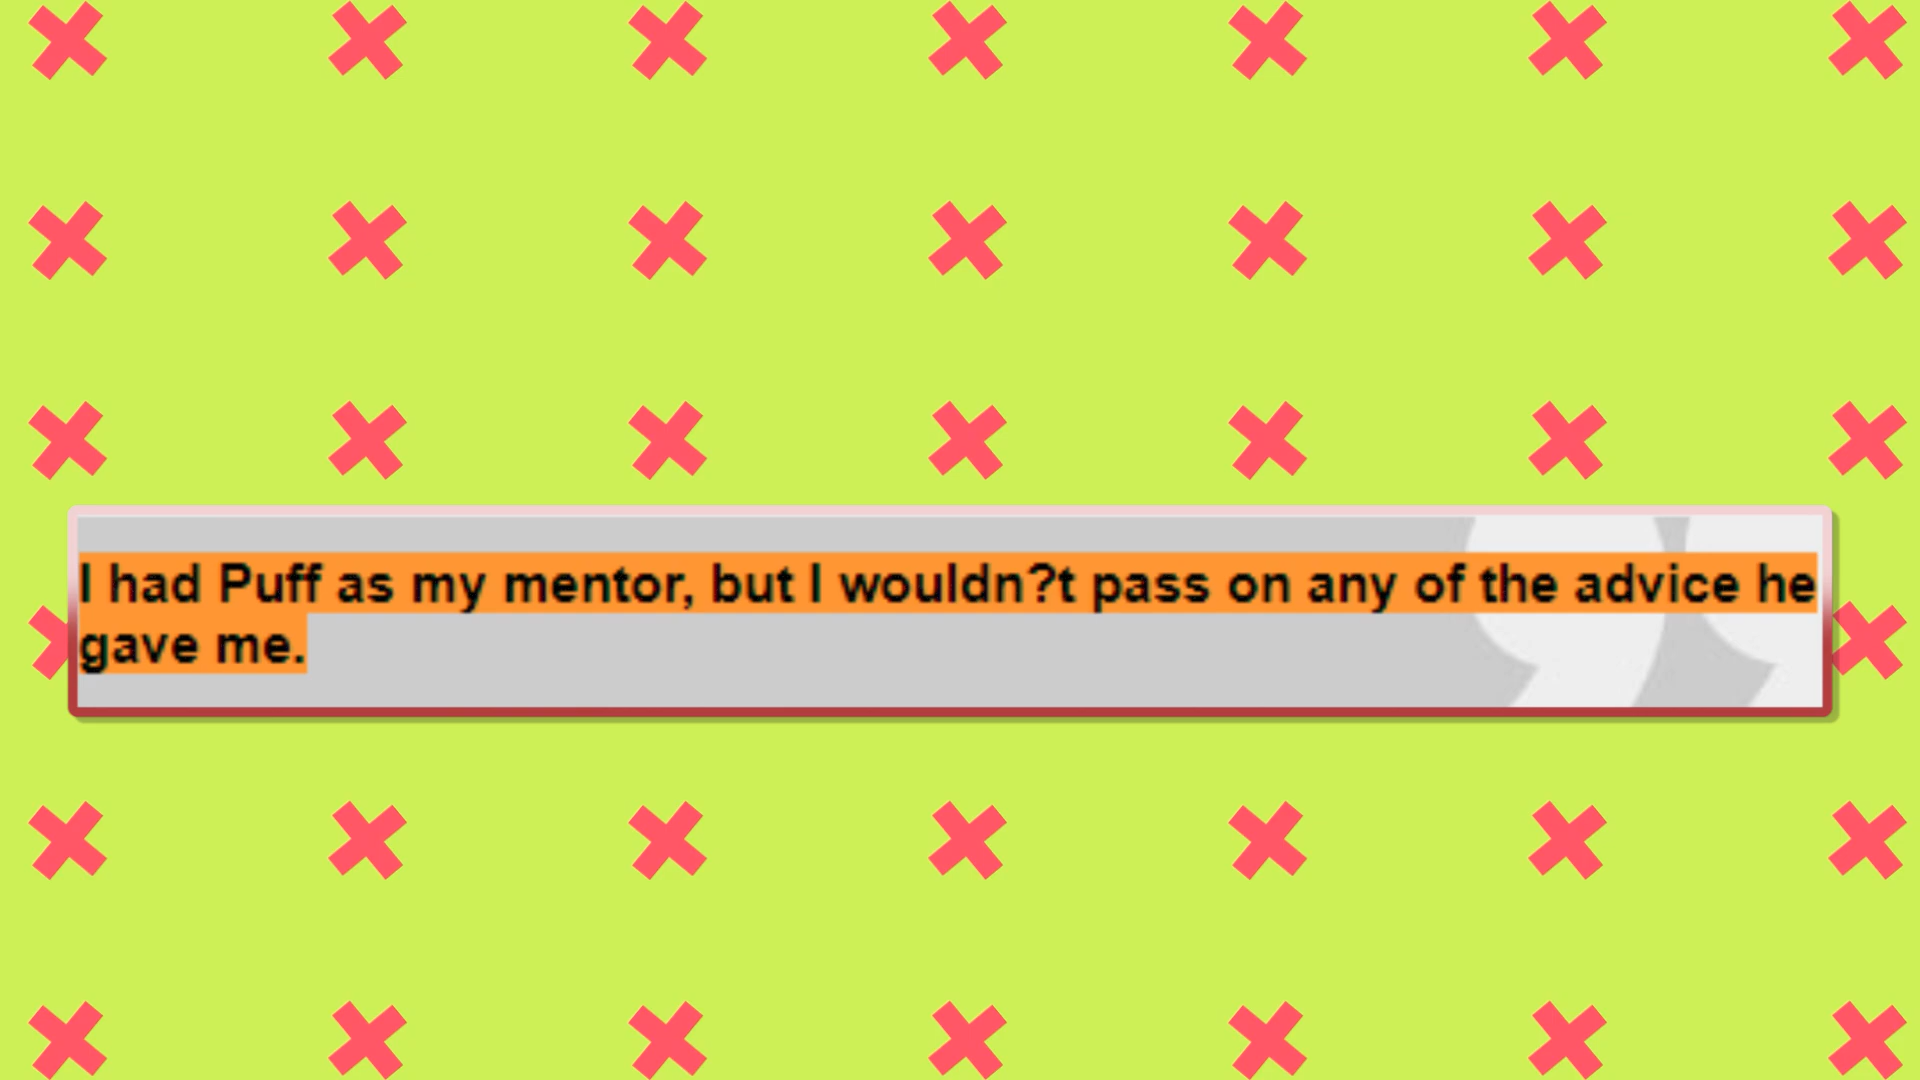 I had Puff as my mentor, but I wouldn?t pass on any of the advice he
gave me.